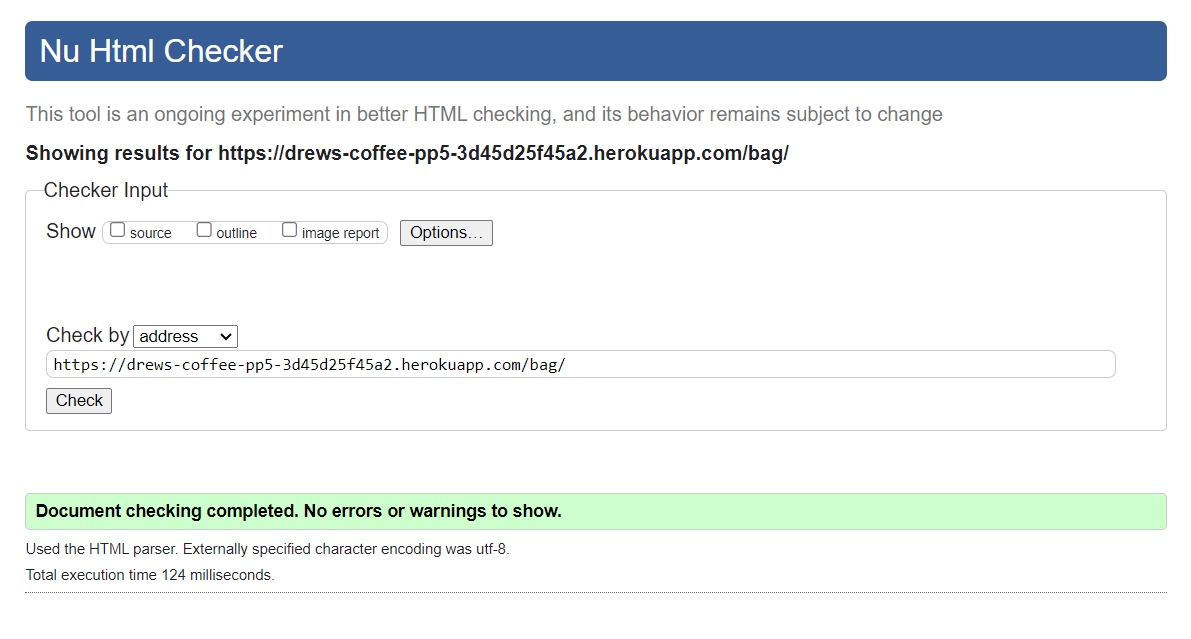 Nu Html Checker
This tool is an ongoing experiment in better HTML checking, and its behavior remains subject to change
Showing results for https://drews-coffee-pp5-3d45d25f45a2.herokuapp.com/bag/
Checker Input
Show source outline image report Options...
Check by address
https://drews-coffee-pp5-3d45d25f45a2.herokuapp.com/bag/
Check
Document checking completed. No errors or warnings to show.
Used the HTML parser. Externally specified character encoding was utf-8.
Total execution time 124 milliseconds.